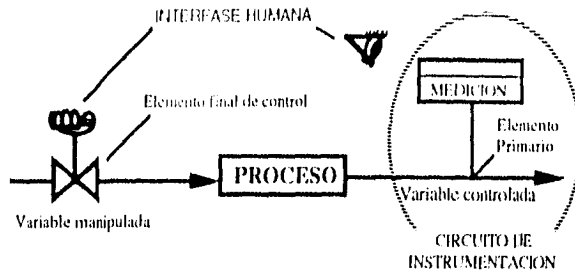 INTERFASE HUMANA
Elemento final de control
MEDICION
Elemento
Primario
PROCESO
Variable controlada
Variable manipulada
CIRCUITO DE
INSTRUMENTACION